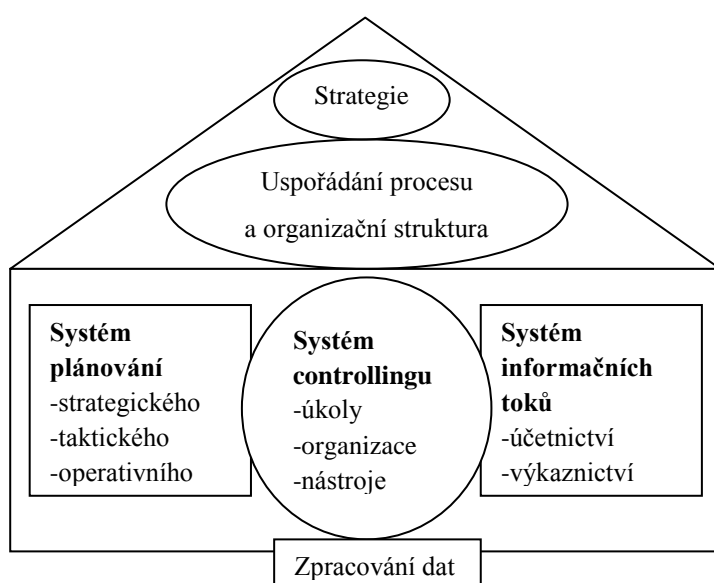 Strategie
Uspořádání procesu
a organizační struktura
Systém
plánování
-strategického
-taktického
-operativního
Systém
controllingu
-úkoly
-organizace
-nástroje
Systém
informačních
toků
-účetnictví
-výkaznictví
Zpracování dat